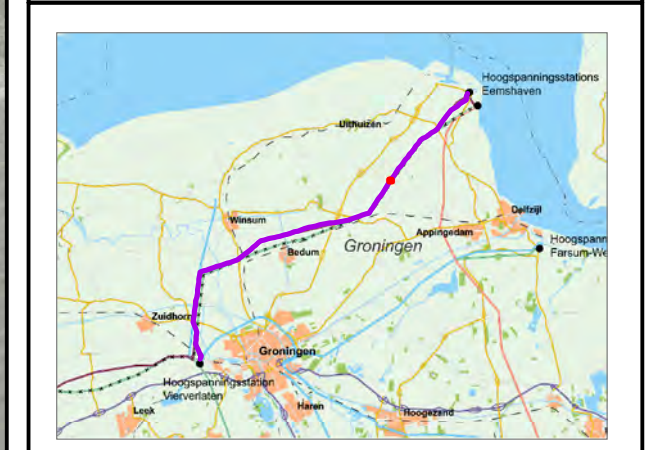 Hoogspanningsstations
Eemshaven
Uithuizen
Delfzijl
Winsum
Appingedam
Groningen
Hoogspann
Farsum-We
Bedum
Zuidhorn
Groningen
Hoogspanningsstation
Vierverlaten
Leek
Haren
Hoogezand